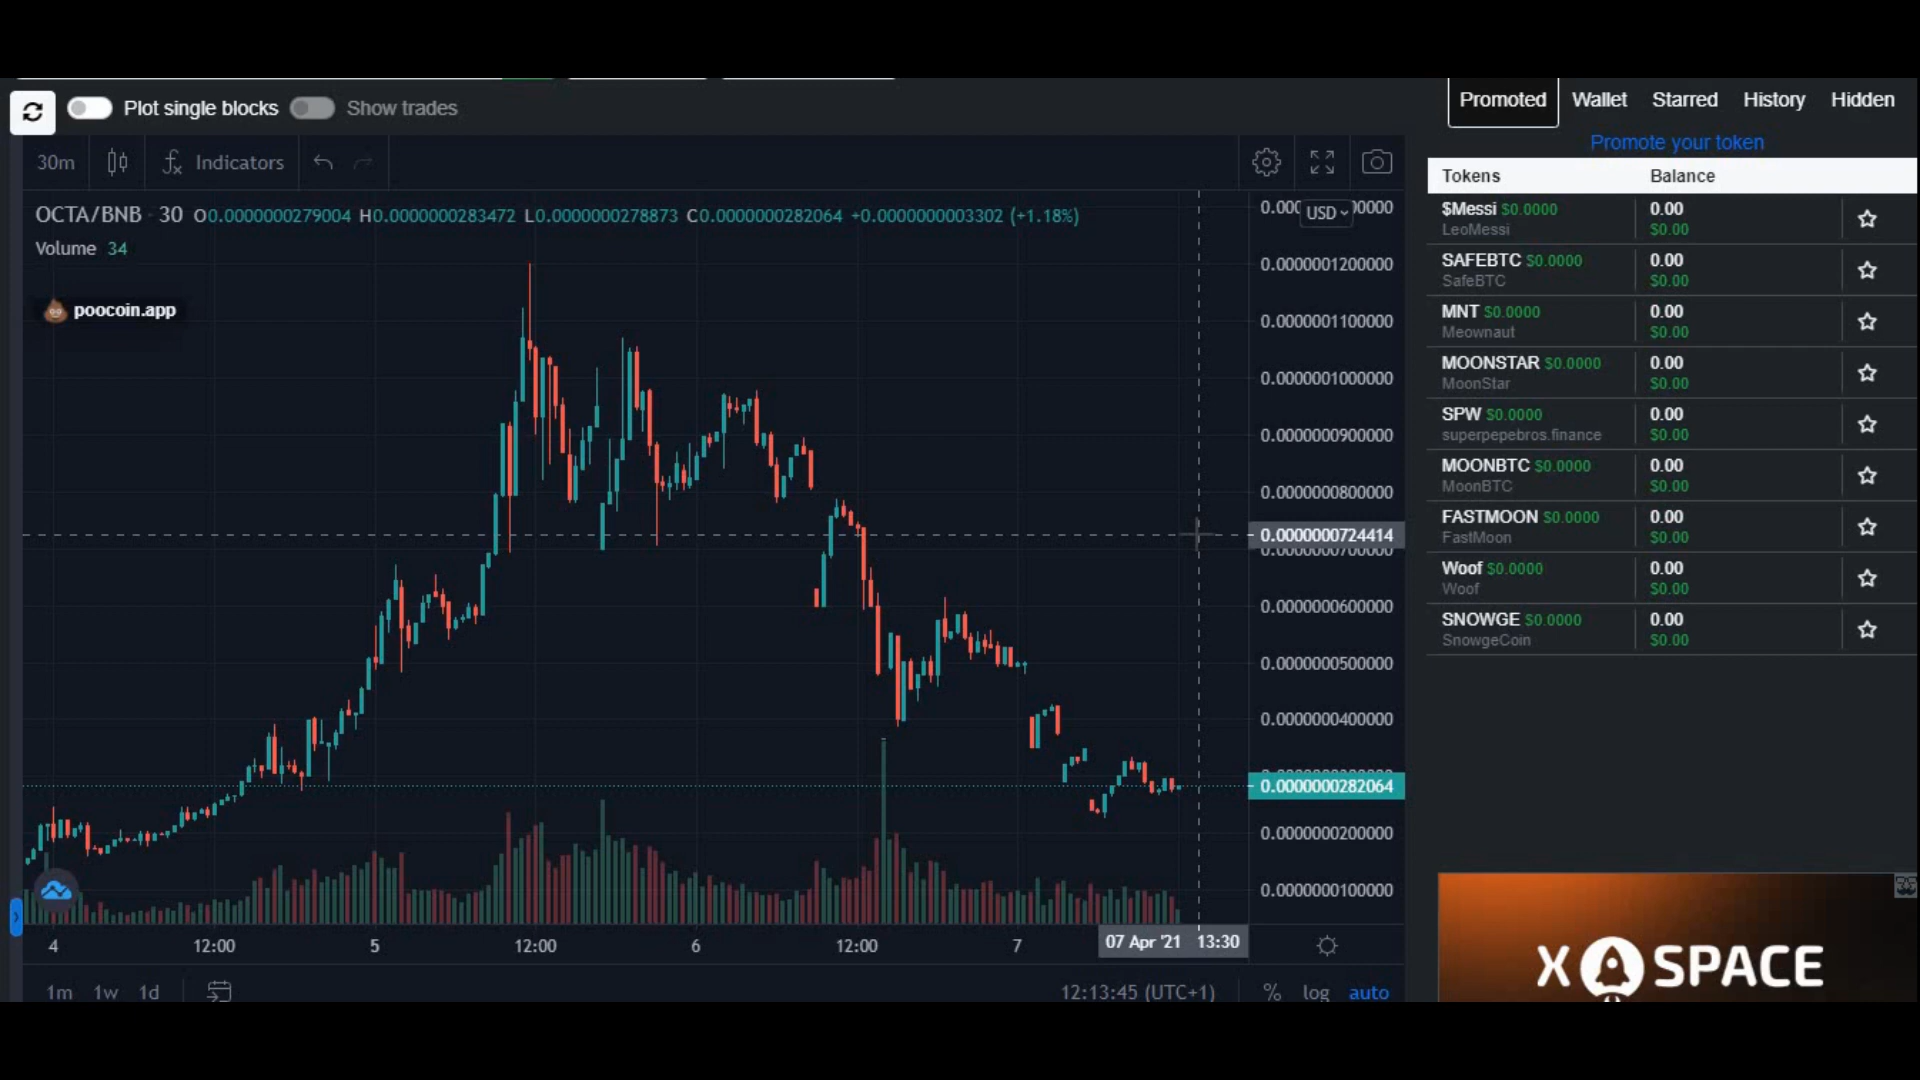 Plot single blocks Show trades
30m Indicators
OCTA/BNB 30 O0.0000000279004 H0.0000000283472 L0.0000000278873 C0.0000000282064 +0.0000000003302 (+1.18%)
Volume 34
poocoin.app
USD
0.0000001200000
0.0000001100000
0.0000001000000
0.0000000900000
0.0000000800000
0.0000000724414
0.0000000700000
0.0000000600000
0.0000000500000
0.0000000400000
0.0000000282064
0.0000000200000
0.0000000100000
4 12:00 5 12:00 6 12:00 7 07 Apr '21 13:30
1m 1w 1d 12:13:45 (UTC+1) % log auto
Promoted Wallet Starred History Hidden
Promote your token
Tokens Balance
$Messi $0.0000 0.00
LeoMessi $0.00
SAFEBTC $0.0000 0.00
SafeBTC $0.00
MNT $0.0000 0.00
Meownaut $0.00
MOONSTAR $0.0000 0.00
MoonStar $0.00
SPW $0.0000 0.00
superpepebros.finance $0.00
MOONBTC $0.0000 0.00
MoonBTC $0.00
FASTMOON $0.0000 0.00
FastMoon $0.00
Woof $0.0000 0.00
Woof $0.00
SNOWGE $0.0000 0.00
SnowgeCoin $0.00
X SPACE